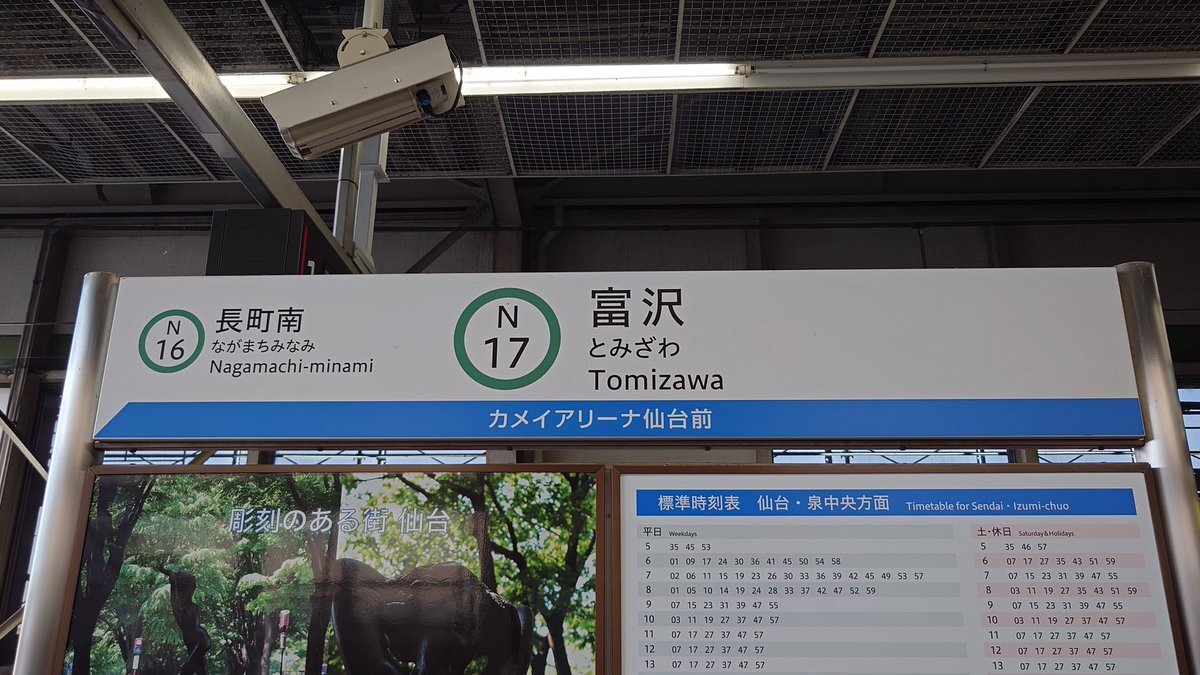 N
16
長町南
ながまちみなみ
Nagamachi-minami
N
17
富沢
とみざわ
Tomizawa
カメイアリーナ仙台前
彫刻のある街 仙台
標準時刻表 仙台・泉中央方面 Timetable for Sendai・Izumi-chuo
平日 Weekdays
5 35 45 53
6 01 09 17 24 30 36 41 45 50 54 58
7 02 06 11 15 19 23 26 30 33 36 39 42 45 49 53 57
8 01 05 10 14 19 24 28 33 37 42 47 52 59
9 07 15 23 31 39 47 55
10 03 11 19 27 37 47 57
11 07 17 27 37 47 57
12 07 17 27 37 47 57
13 07 17 27 37 47 57
土・休日 Saturday&Holidays
5 35 46 57
6 07 17 27 35 43 51 59
7 07 15 23 31 39 47 55
8 03 11 19 27 35 43 51 59
9 07 15 23 31 39 47 55
10 03 11 19 27 37 47 57
11 07 17 27 37 47 57
12 07 17 27 37 47 57
13 07 17 27 37 47 57